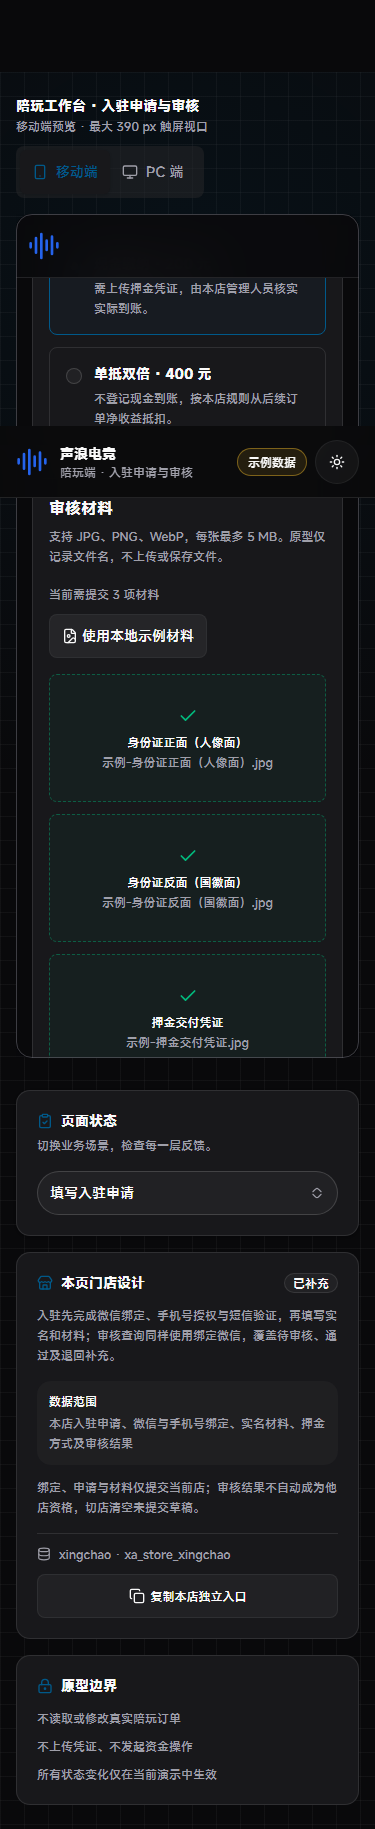 陪玩工作台·入驻申请与审核
移动端预览 · 最大 390 px 触屏视口
移动端
PC 端
需上传押金凭证，由本店管理人员核实
实际到账。
单抵双倍·400 元
不登记现金到账，按本店规则从后续订
单净收益抵扣。
声浪电竞
陪玩端 · 入驻申请与审核
示例数据
审核材料
支持 JPG、PNG、WebP，每张最多 5 MB。原型仅
记录文件名，不上传或保存文件。
当前需提交 3 项材料
使用本地示例材料
身份证正面（人像面）
示例-身份证正面（人像面）.jpg
身份证反面（国徽面）
示例-身份证反面（国徽面）.jpg
押金交付凭证
示例-押金交付凭证.jpg
页面状态
切换业务场景，检查每一层反馈。
填写入驻申请
本页门店设计
已补充
入驻先完成微信绑定、手机号授权与短信验证，再填写实
名和材料；审核查询同样使用绑定微信，覆盖待审核、通
过及退回补充。
数据范围
本店入驻申请、微信与手机号绑定、实名材料、押金
方式及审核结果
绑定、申请与材料仅提交当前店；审核结果不自动成为他
店资格，切店清空未提交草稿。
xingchao · xa_store_xingchao
复制本店独立入口
原型边界
不读取或修改真实陪玩订单
不上传凭证、不发起资金操作
所有状态变化仅在当前演示中生效